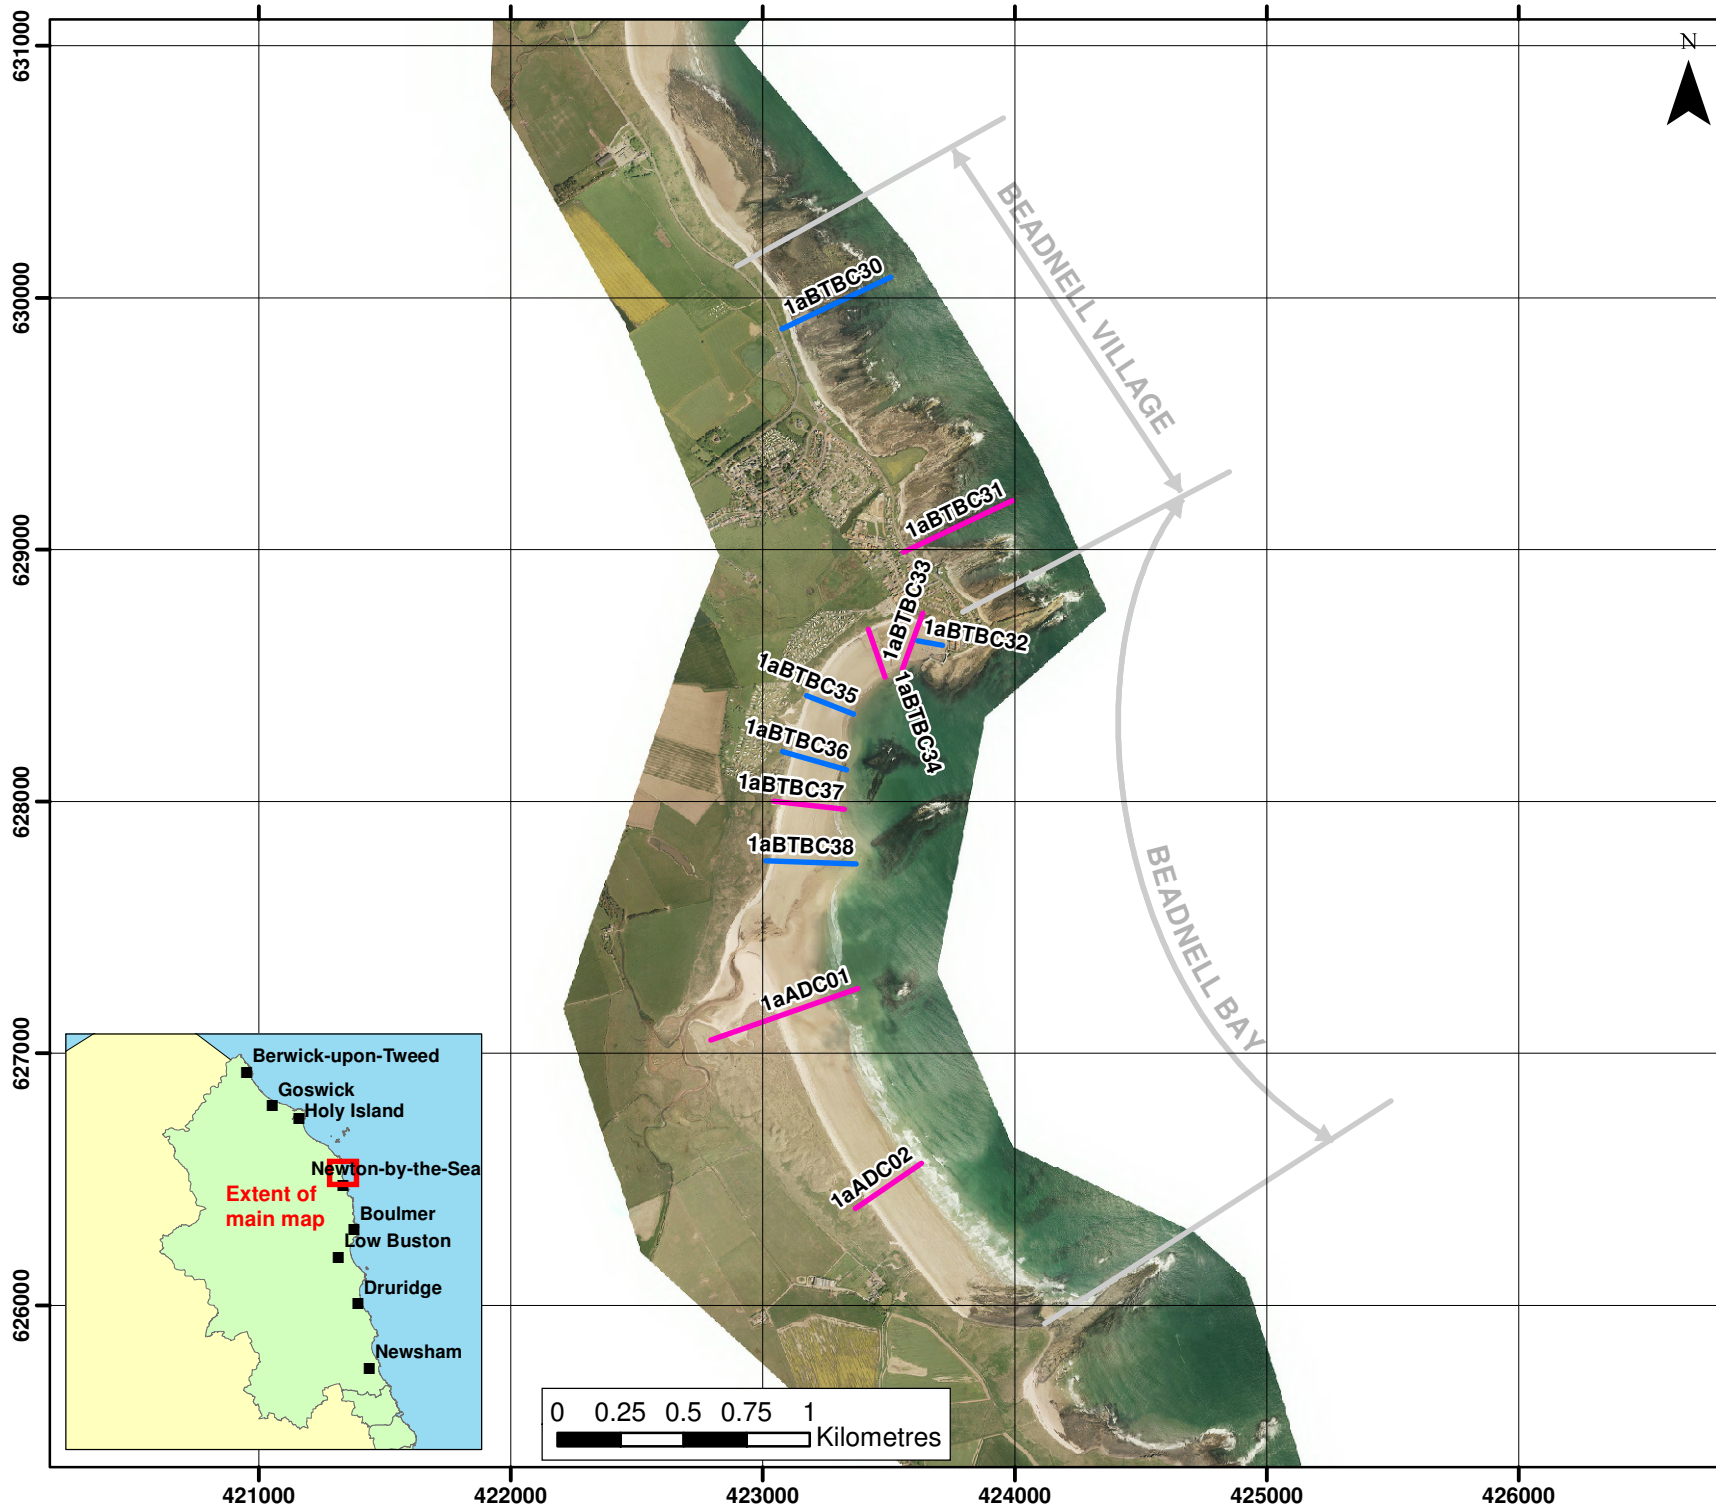 631000
630000
629000
628000
627000
626000
N
BEADNELL VILLAGE
1aBTBC30
1aBTBC31
1aBTBC33
1aBTBC32
1aBTBC34
1aBTBC35
1aBTBC36
1aBTBC37
1aBTBC38
BEADNELL BAY
1aADC01
1aADC02
Berwick-upon-Tweed
Goswick
Holy Island
Newton-by-the-Sea
Extent of
main map
Boulmer
Low Buston
Druridge
Newsham
0 0.25 0.5 0.75 1
Kilometres
421000 422000 423000 424000 425000 426000